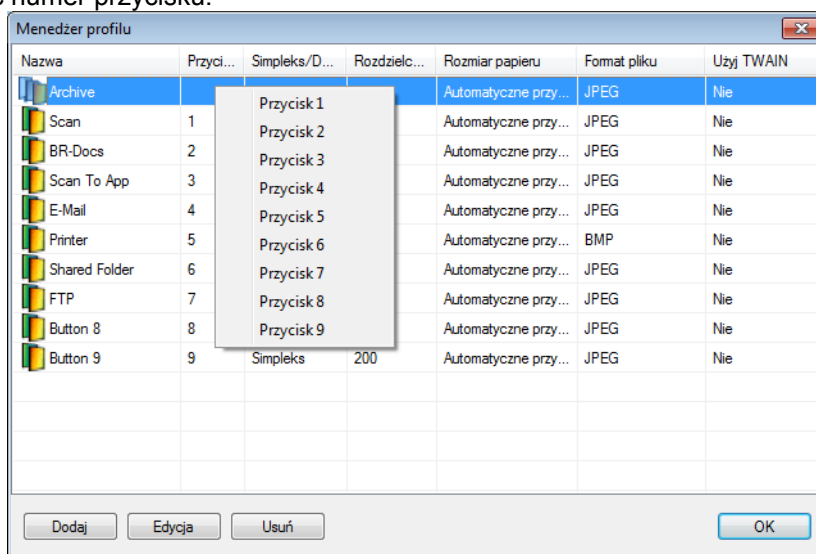 numer przycisku.
Menedżer profilu
Nazwa Przyci... Simpleks/D... Rozdzielc... Rozmiar papieru Format pliku Użyj TWAIN
Archive Automatyczne przy... JPEG Nie
Scan 1 Automatyczne przy... JPEG Nie
BR-Docs 2 Automatyczne przy... JPEG Nie
Scan To App 3 Automatyczne przy... JPEG Nie
E-Mail 4 Automatyczne przy... JPEG Nie
Printer 5 Automatyczne przy... BMP Nie
Shared Folder 6 Automatyczne przy... JPEG Nie
FTP 7 Automatyczne przy... JPEG Nie
Button 8 8 Automatyczne przy... JPEG Nie
Button 9 9 Simpleks 200 Automatyczne przy... JPEG Nie
Przycisk 1
Przycisk 2
Przycisk 3
Przycisk 4
Przycisk 5
Przycisk 6
Przycisk 7
Przycisk 8
Przycisk 9
Dodaj Edycja Usuń OK